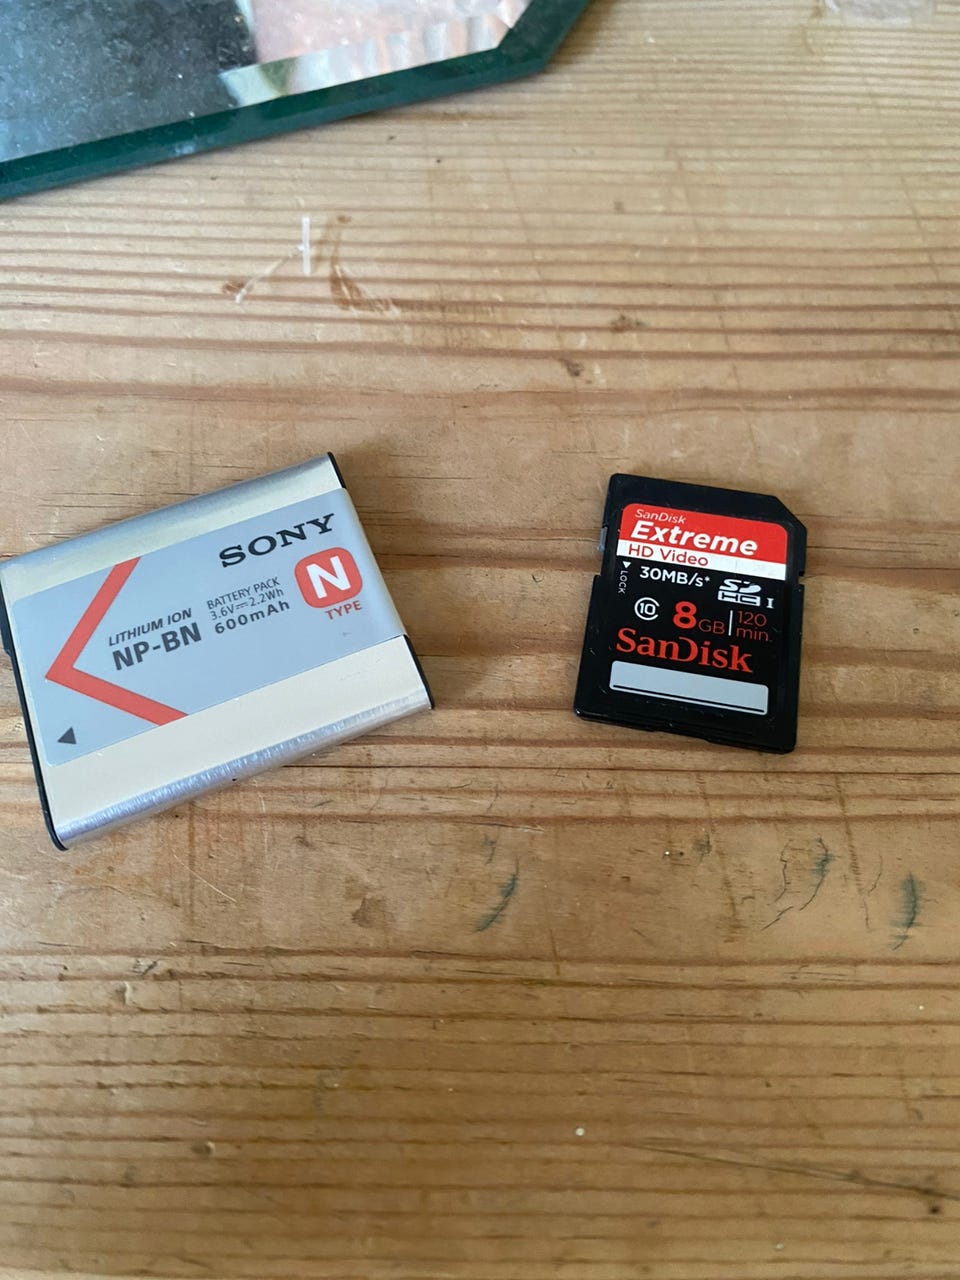 SONY
LITHIUM ION
NP-BN
BATTERY PACK
3.6V⎓2.2Wh
600mAh
N
TYPE
SanDisk
Extreme
HD Video
LOCK
30MB/s*
SDHC I
10
8GB
120 min.
SanDisk